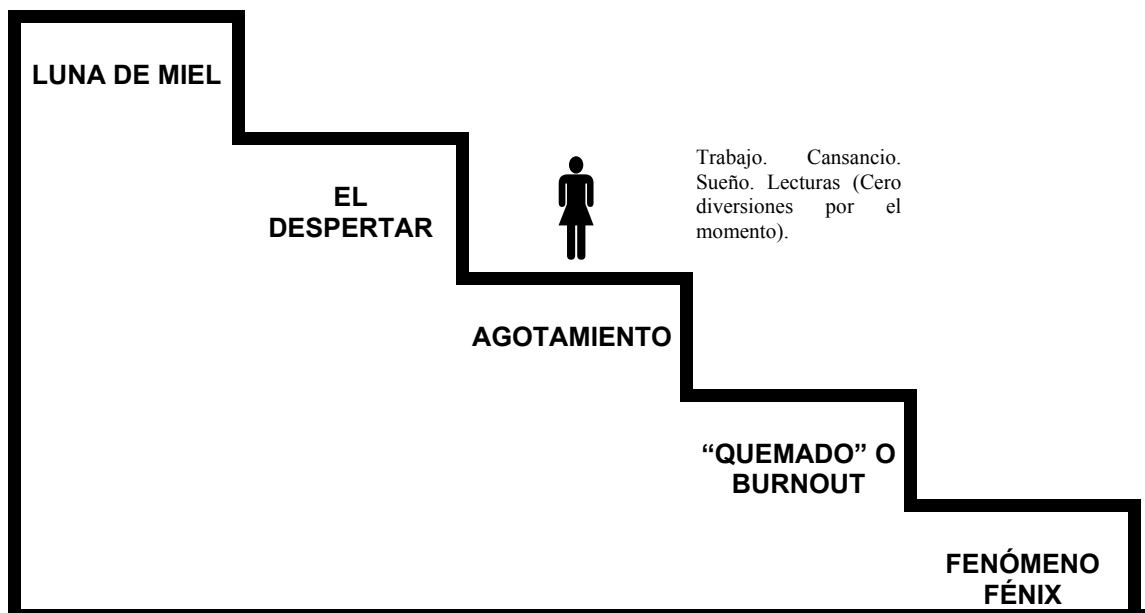 LUNA DE MIEL
EL
DESPERTAR
Trabajo. Cansancio.
Sueño. Lecturas (Cero
diversiones por el
momento).
AGOTAMIENTO
“QUEMADO” O
BURNOUT
FENÓMENO
FÉNIX